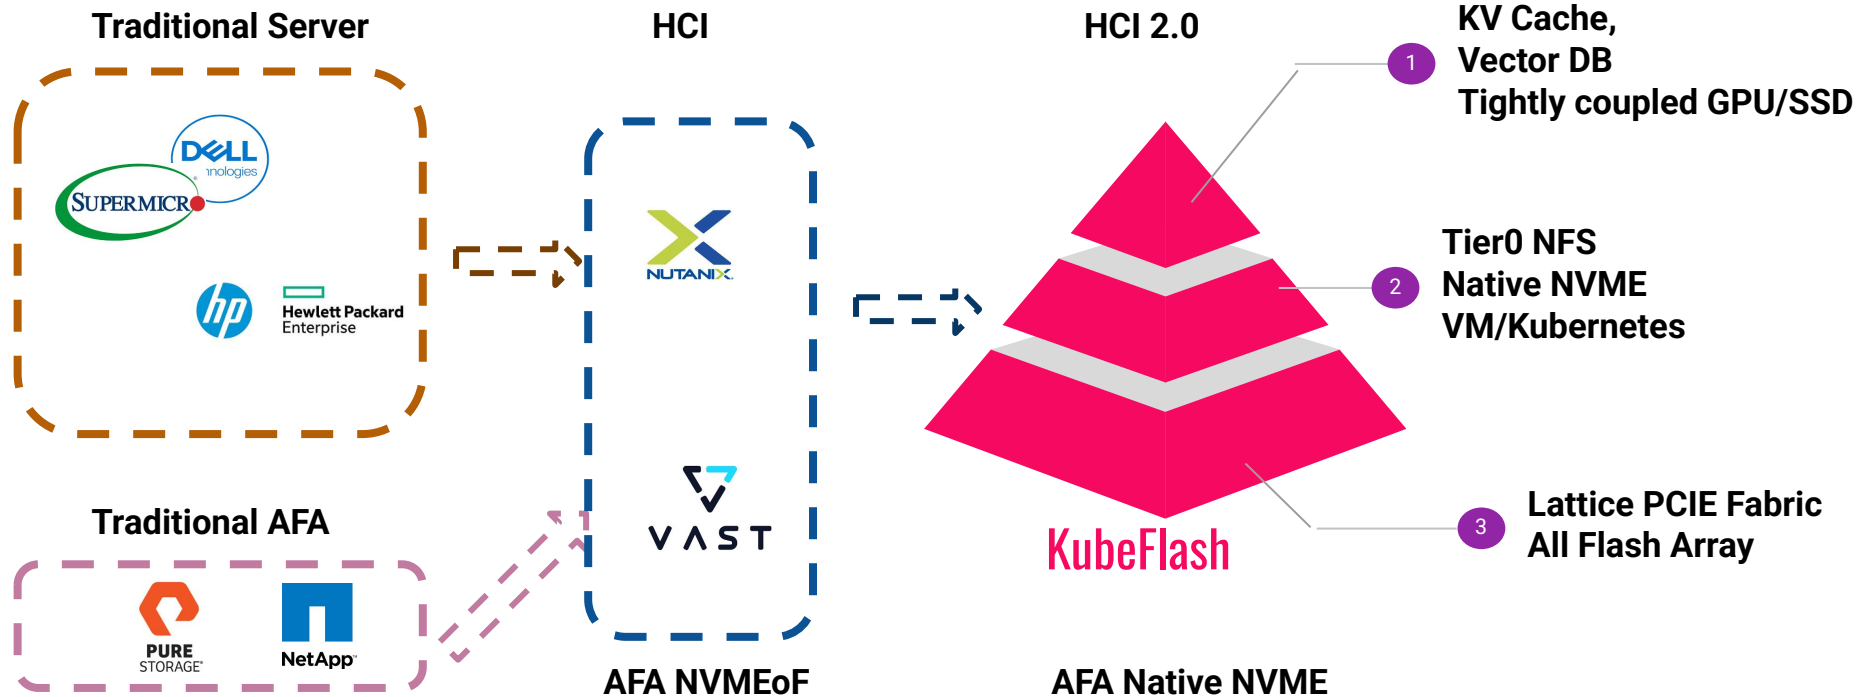 Traditional Server
HCI
HCI 2.0
KV Cache,
Vector DB
Tightly coupled GPU/SSD
1
DELL
nologies
SUPERMICR
NUTANIX
hp
Hewlett Packard
Enterprise
Tier0 NFS
Native NVME
VM/Kubernetes
2
VAST
Traditional AFA
PURE
STORAGE
NetApp
KubeFlash
Lattice PCIE Fabric
All Flash Array
3
AFA NVMEoF
AFA Native NVME